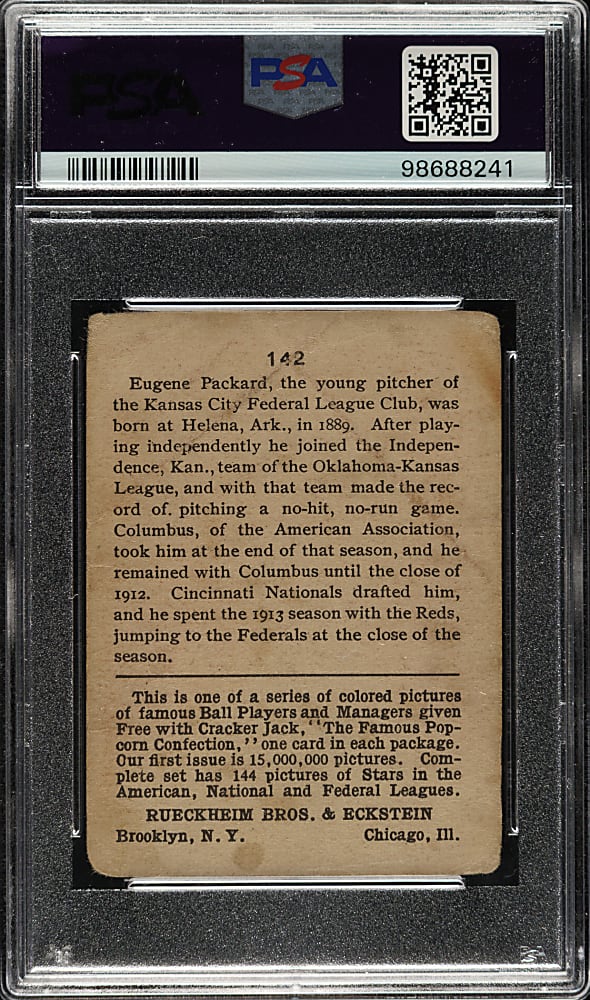 PSA
98688241
142
Eugene Packard, the young pitcher of
the Kansas City Federal League Club, was
born at Helena, Ark., in 1889. After play-
ing independently he joined the Indepen-
dence, Kan., team of the Oklahoma-Kansas
League, and with that team made the rec-
ord of pitching a no-hit, no-run game.
Columbus, of the American Association,
took him at the end of that season, and he
remained with Columbus until the close of
1912. Cincinnati Nationals drafted him,
and he spent the 1913 season with the Reds,
jumping to the Federals at the close of the
season.
This is one of a series of colored pictures
of famous Ball Players and Managers given
Free with Cracker Jack, "The Famous Pop-
corn Confection," one card in each package.
Our first issue is 15,000,000 pictures. Com-
plete set has 144 pictures of Stars in the
American, National and Federal Leagues.
RUECKHEIM BROS. & ECKSTEIN
Brooklyn, N. Y. Chicago, Ill.